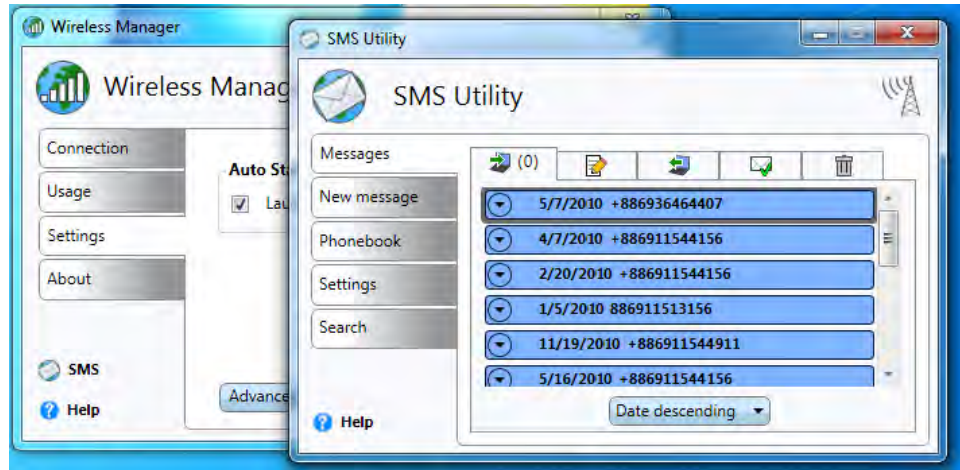 Wireless Manager
Wireless Manag
Connection
Usage
Settings
About
SMS
Help
Auto Sta
Lau
Advance
SMS Utility
SMS Utility
Messages
New message
Phonebook
Settings
Search
Help
(0)
5/7/2010 +886936464407
4/7/2010 +886911544156
2/20/2010 +886911544156
1/5/2010 886911513156
11/19/2010 +886911544911
5/16/2010 +886911544156
Date descending